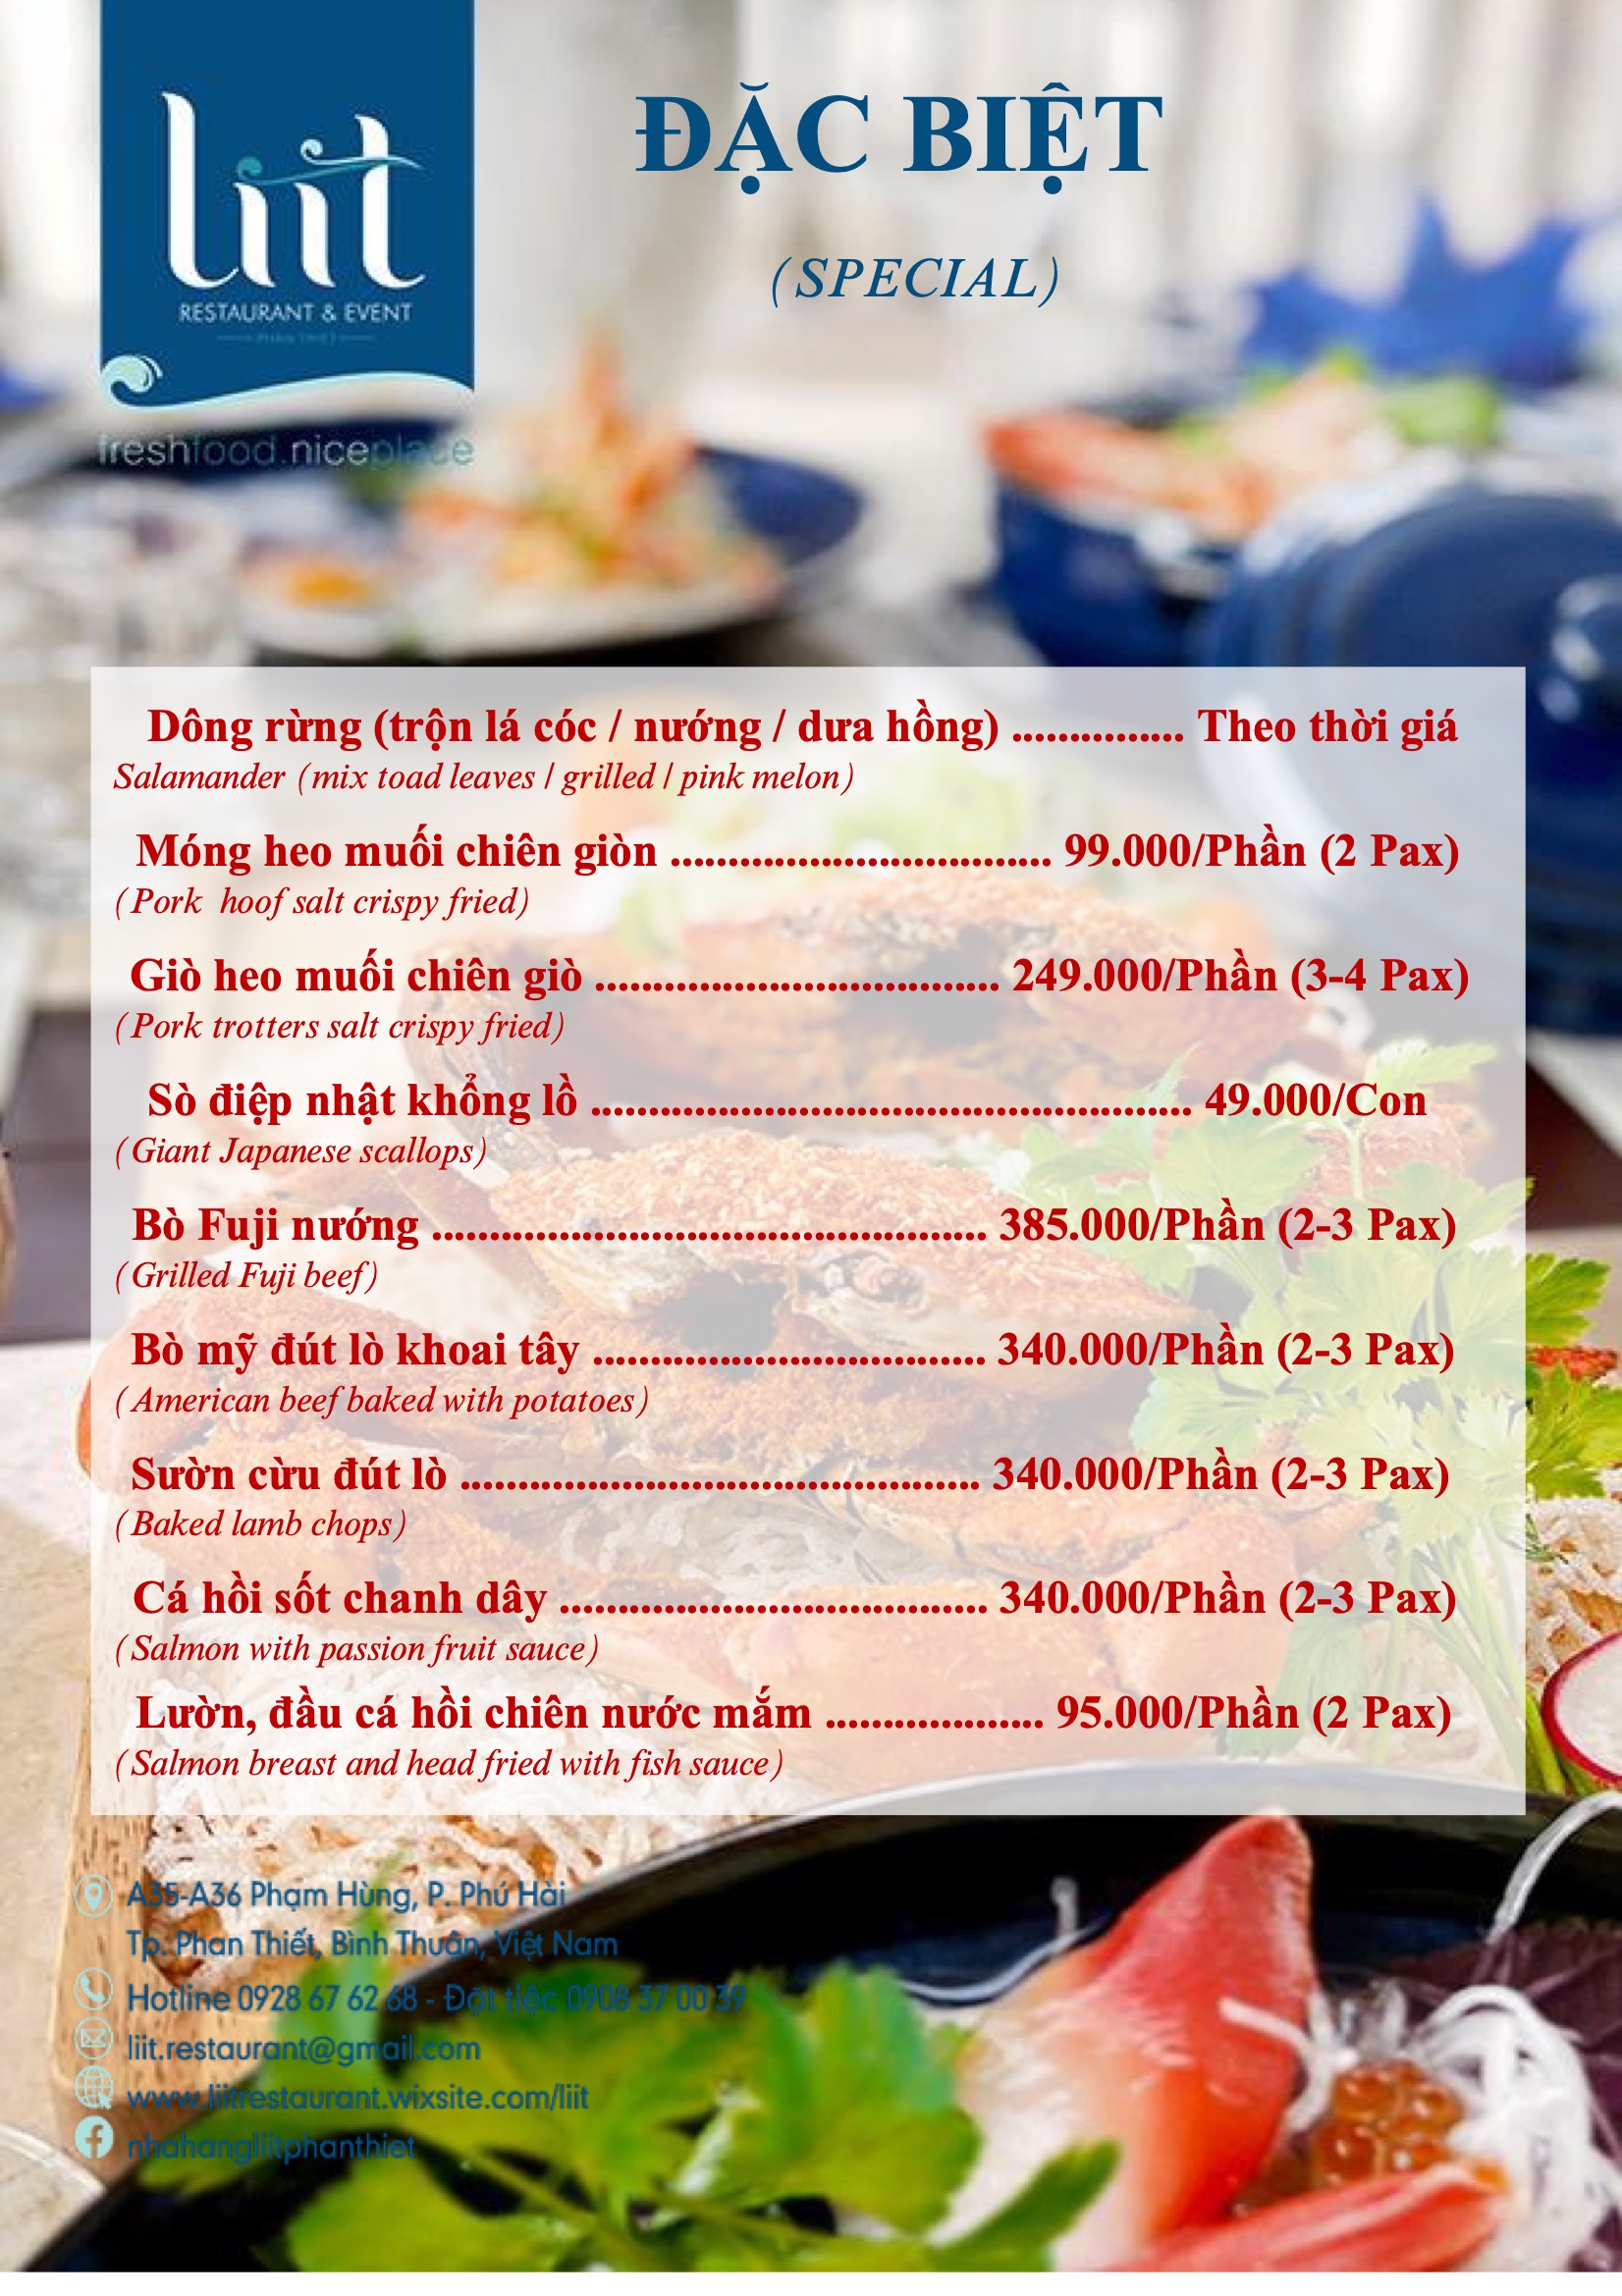 liit
RESTAURANT & EVENT
PHAN THIET
freshfood.niceplace
ĐẶC BIỆT
(SPECIAL)
Dông rừng (trộn lá cóc / nướng / dưa hồng) ............... Theo thời giá
Salamander (mix toad leaves / grilled / pink melon)
Móng heo muối chiên giòn ................................. 99.000/Phần (2 Pax)
(Pork hoof salt crispy fried)
Giò heo muối chiên giò ................................... 249.000/Phần (3-4 Pax)
(Pork trotters salt crispy fried)
Sò điệp nhật khổng lồ .................................................... 49.000/Con
(Giant Japanese scallops)
Bò Fuji nướng ................................................ 385.000/Phần (2-3 Pax)
(Grilled Fuji beef)
Bò mỹ đút lò khoai tây .................................. 340.000/Phần (2-3 Pax)
(American beef baked with potatoes)
Sườn cừu đút lò ............................................. 340.000/Phần (2-3 Pax)
(Baked lamb chops)
Cá hồi sốt chanh dây ..................................... 340.000/Phần (2-3 Pax)
(Salmon with passion fruit sauce)
Lườn, đầu cá hồi chiên nước mắm ................... 95.000/Phần (2 Pax)
(Salmon breast and head fried with fish sauce)
A35-A36 Phạm Hùng, P. Phú Hài
Tp. Phan Thiết, Bình Thuận, Việt Nam
Hotline 0928 67 62 68 - Đặt tiệc 0908 37 00 39
liit.restaurant@gmail.com
www.liitrestaurant.wixsite.com/liit
nhahangliitphanthiet